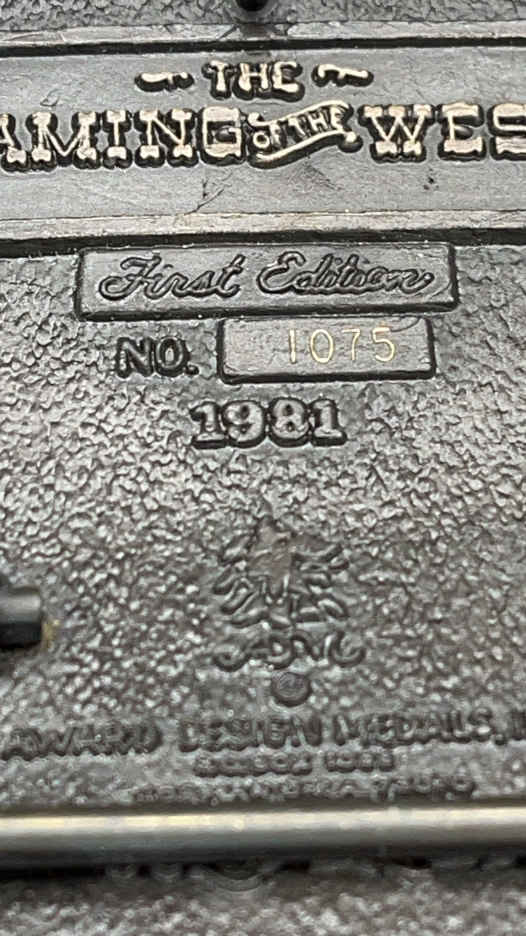 THE
AMING OF THE WES
First Edition
NO. 1075
1981
ADM
AWARD DESIGN MEDALS,